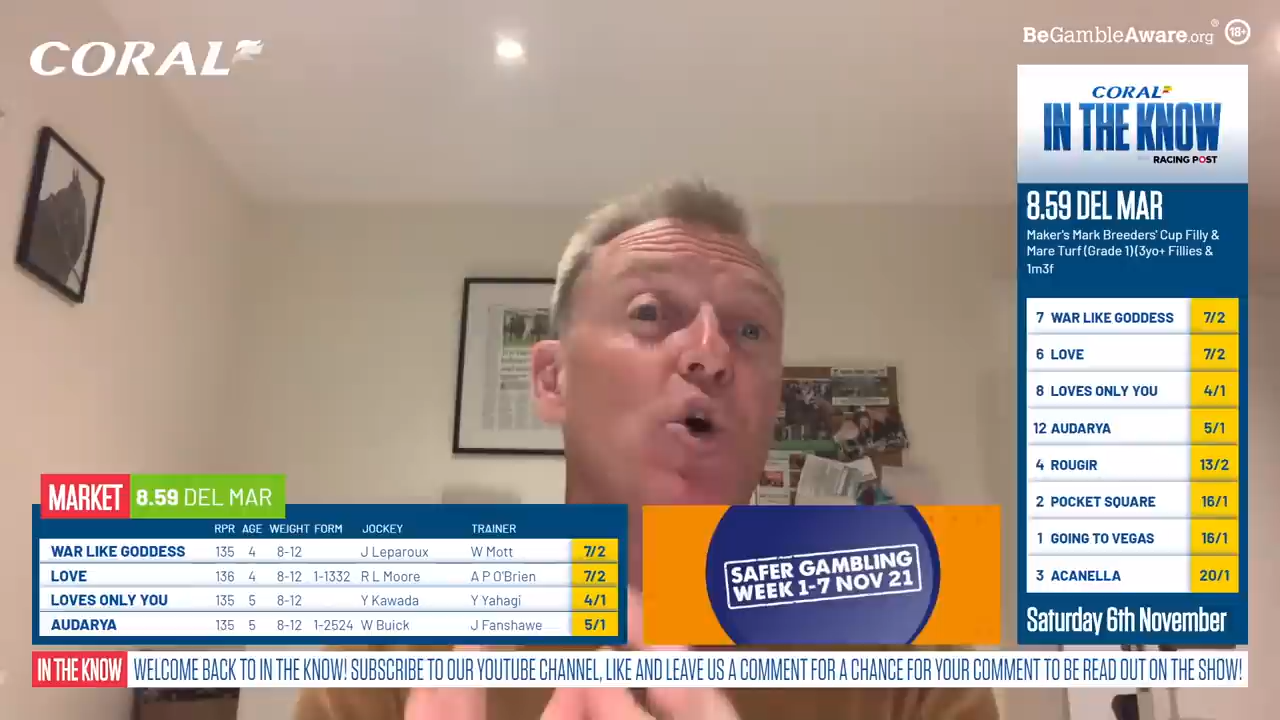 CORAL
BeGambleAware.org® 18+
CORAL
IN THE KNOW
RACING POST
8.59 DEL MAR
Maker's Mark Breeders' Cup Filly &
Mare Turf (Grade 1) (3yo+ Fillies &
1m3f
7 WAR LIKE GODDESS 7/2
6 LOVE 7/2
8 LOVES ONLY YOU 4/1
12 AUDARYA 5/1
4 ROUGIR 13/2
2 POCKET SQUARE 16/1
1 GOING TO VEGAS 16/1
3 ACANELLA 20/1
Saturday 6th November
MARKET 8.59 DEL MAR
RPR AGE WEIGHT FORM JOCKEY TRAINER
WAR LIKE GODDESS 135 4 8-12 J Leparoux W Mott 7/2
LOVE 136 4 8-12 1-1332 R L Moore A P O'Brien 7/2
LOVES ONLY YOU 135 5 8-12 Y Kawada Y Yahagi 4/1
AUDARYA 135 5 8-12 1-2524 W Buick J Fanshawe 5/1
SAFER GAMBLING
WEEK 1-7 NOV 21
IN THE KNOW WELCOME BACK TO IN THE KNOW! SUBSCRIBE TO OUR YOUTUBE CHANNEL, LIKE AND LEAVE US A COMMENT FOR A CHANCE FOR YOUR COMMENT TO BE READ OUT ON THE SHOW!